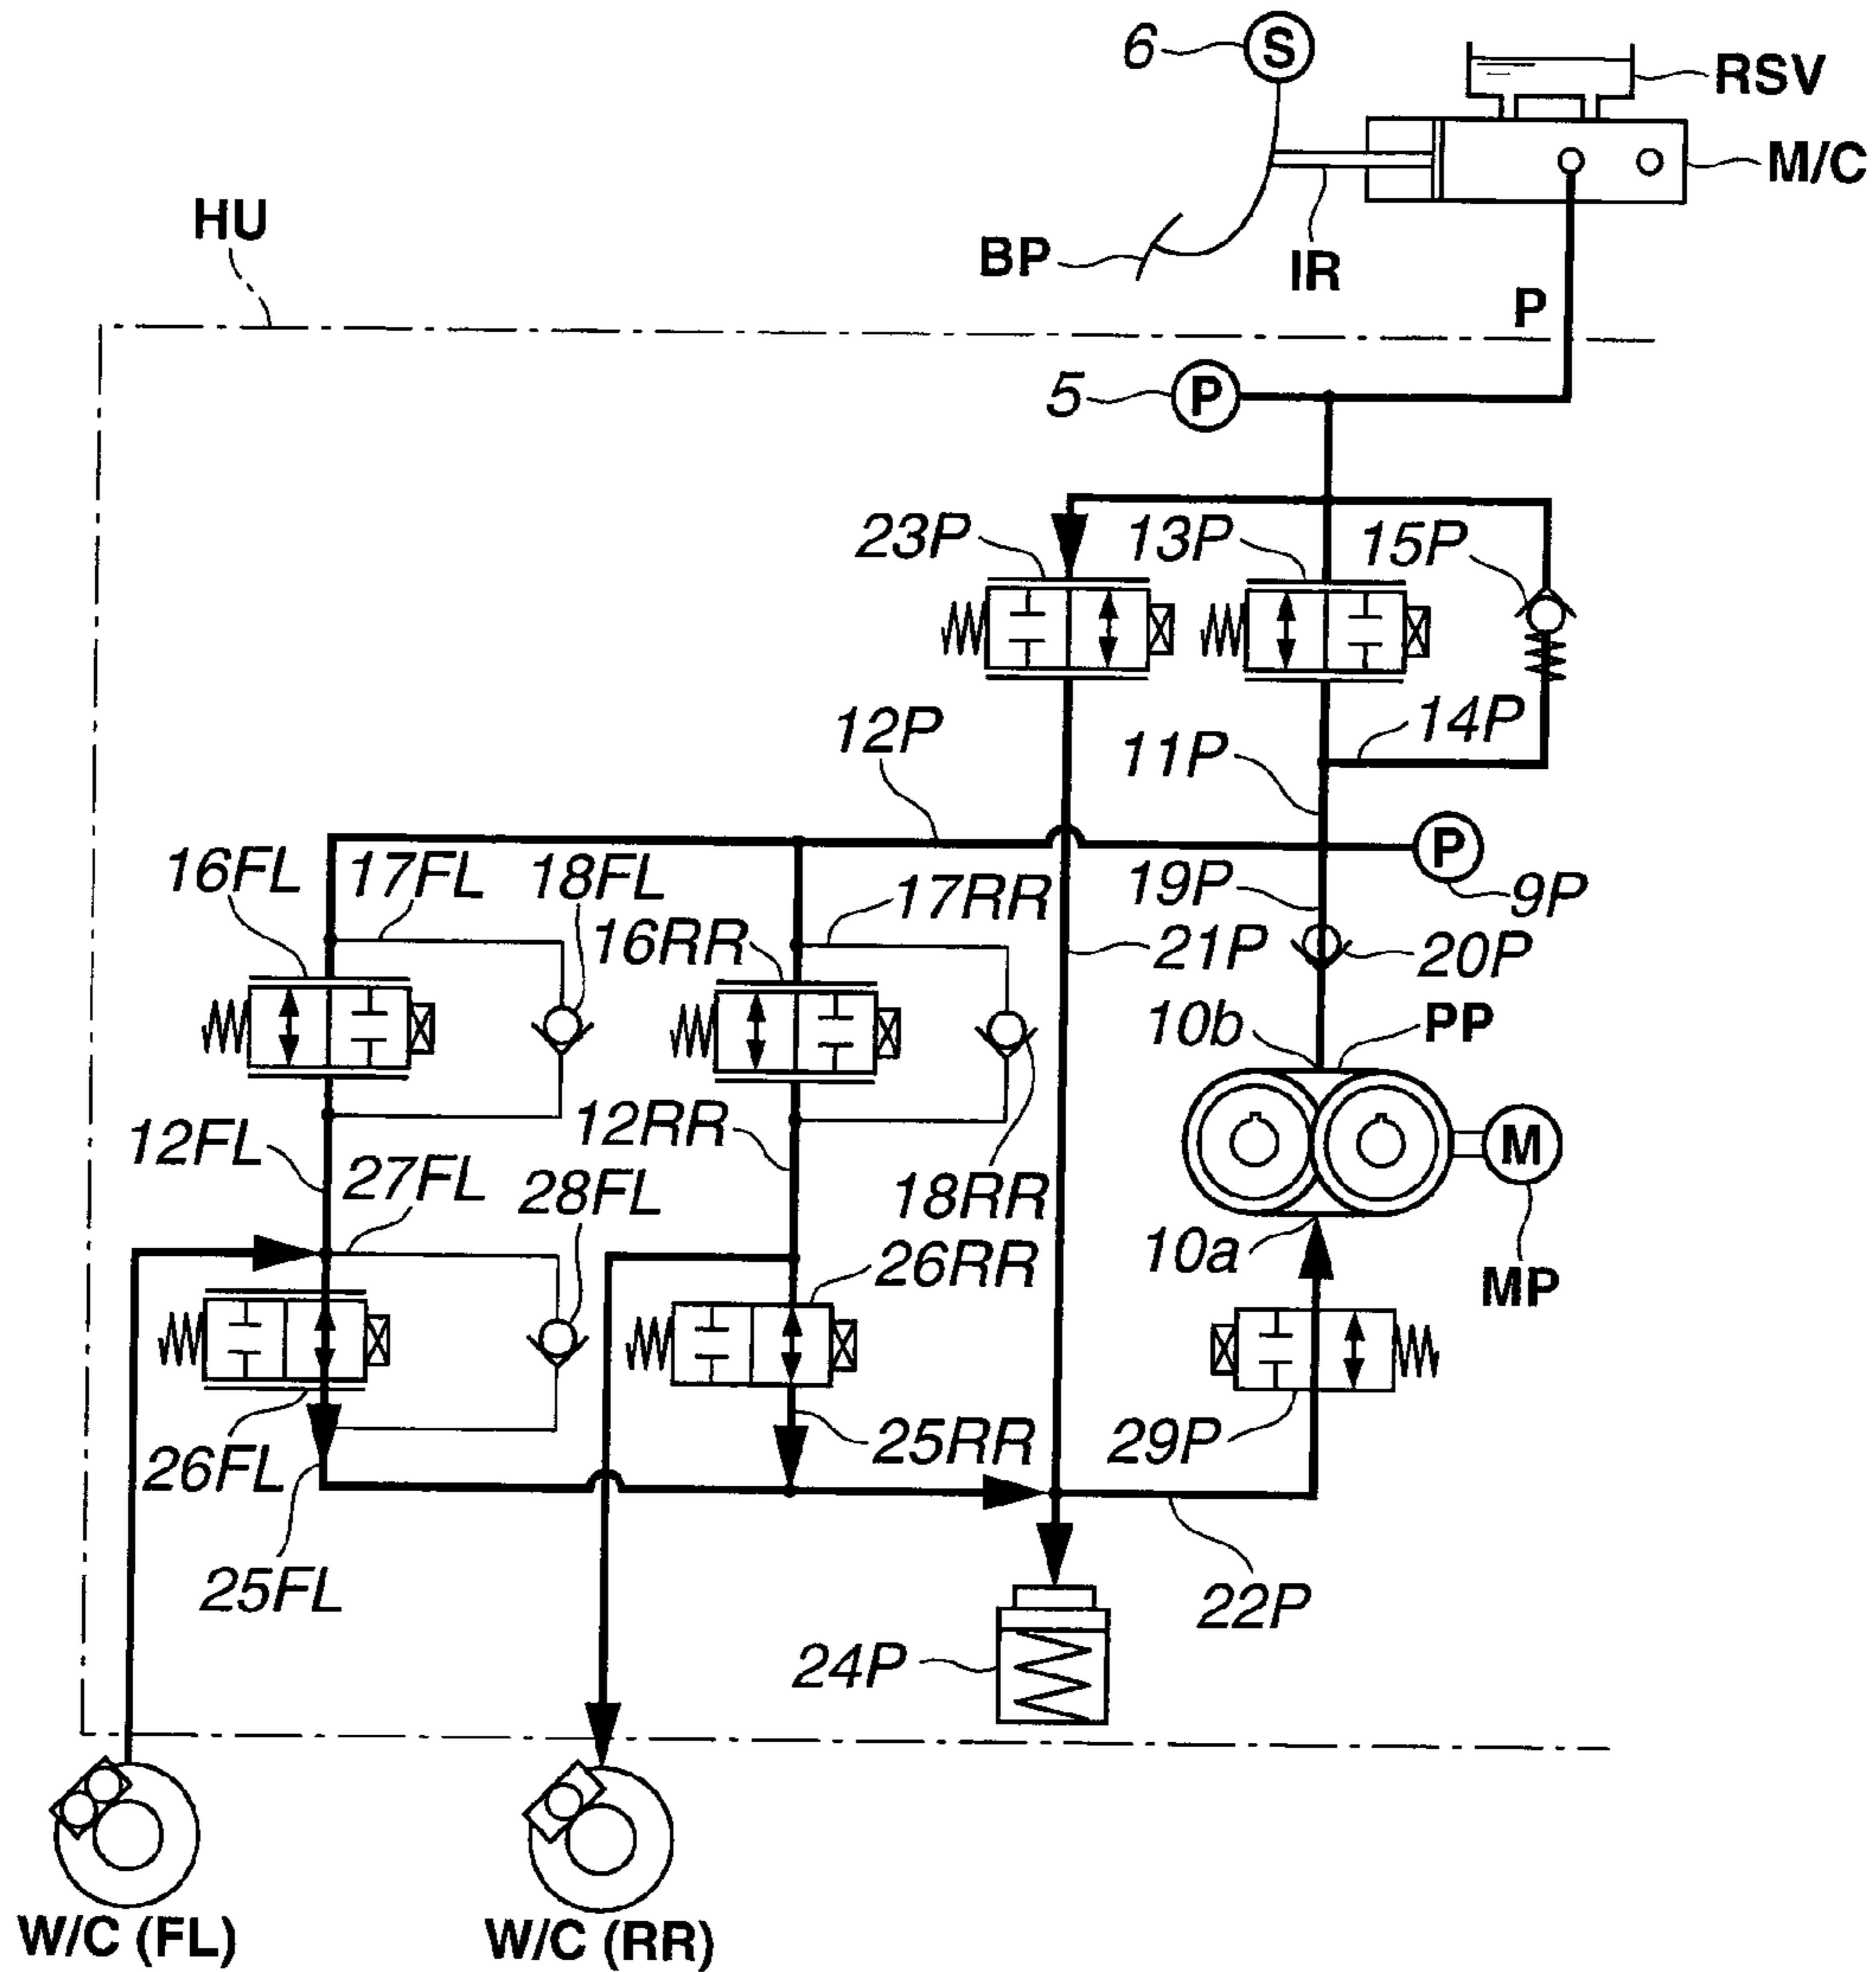 6
S
RSV
M/C
HU
BP
IR
P
5
P
23P
13P
15P
12P
11P
14P
16FL
17FL
18FL
17RR
19P
P
9P
16RR
21P
20P
10b
PP
12FL
12RR
27FL
28FL
18RR
M
10a
26RR
MP
26FL
25RR
29P
25FL
22P
24P
W/C (FL)
W/C (RR)